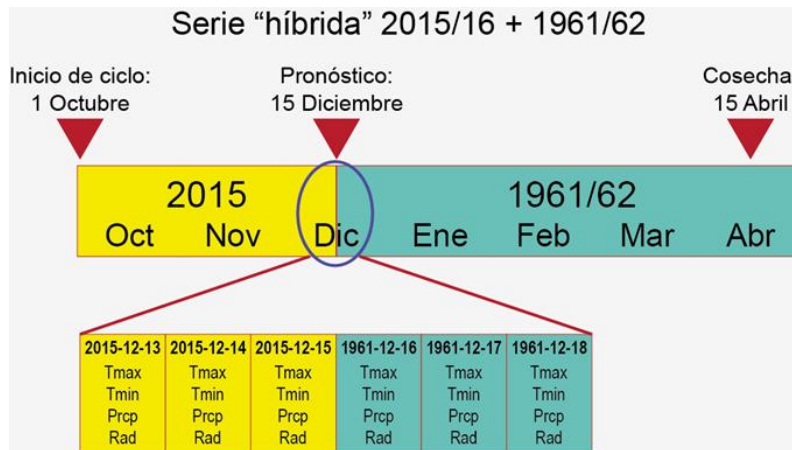 Serie “híbrida” 2015/16 + 1961/62
Inicio de ciclo:
1 Octubre
Pronóstico:
15 Diciembre
Cosecha
15 Abril
2015
1961/62
Oct Nov Dic Ene Feb Mar Abr
2015-12-13 2015-12-14 2015-12-15 1961-12-16 1961-12-17 1961-12-18
Tmax Tmax Tmax Tmax Tmax Tmax
Tmin Tmin Tmin Tmin Tmin Tmin
Prcp Prcp Prcp Prcp Prcp Prcp
Rad Rad Rad Rad Rad Rad